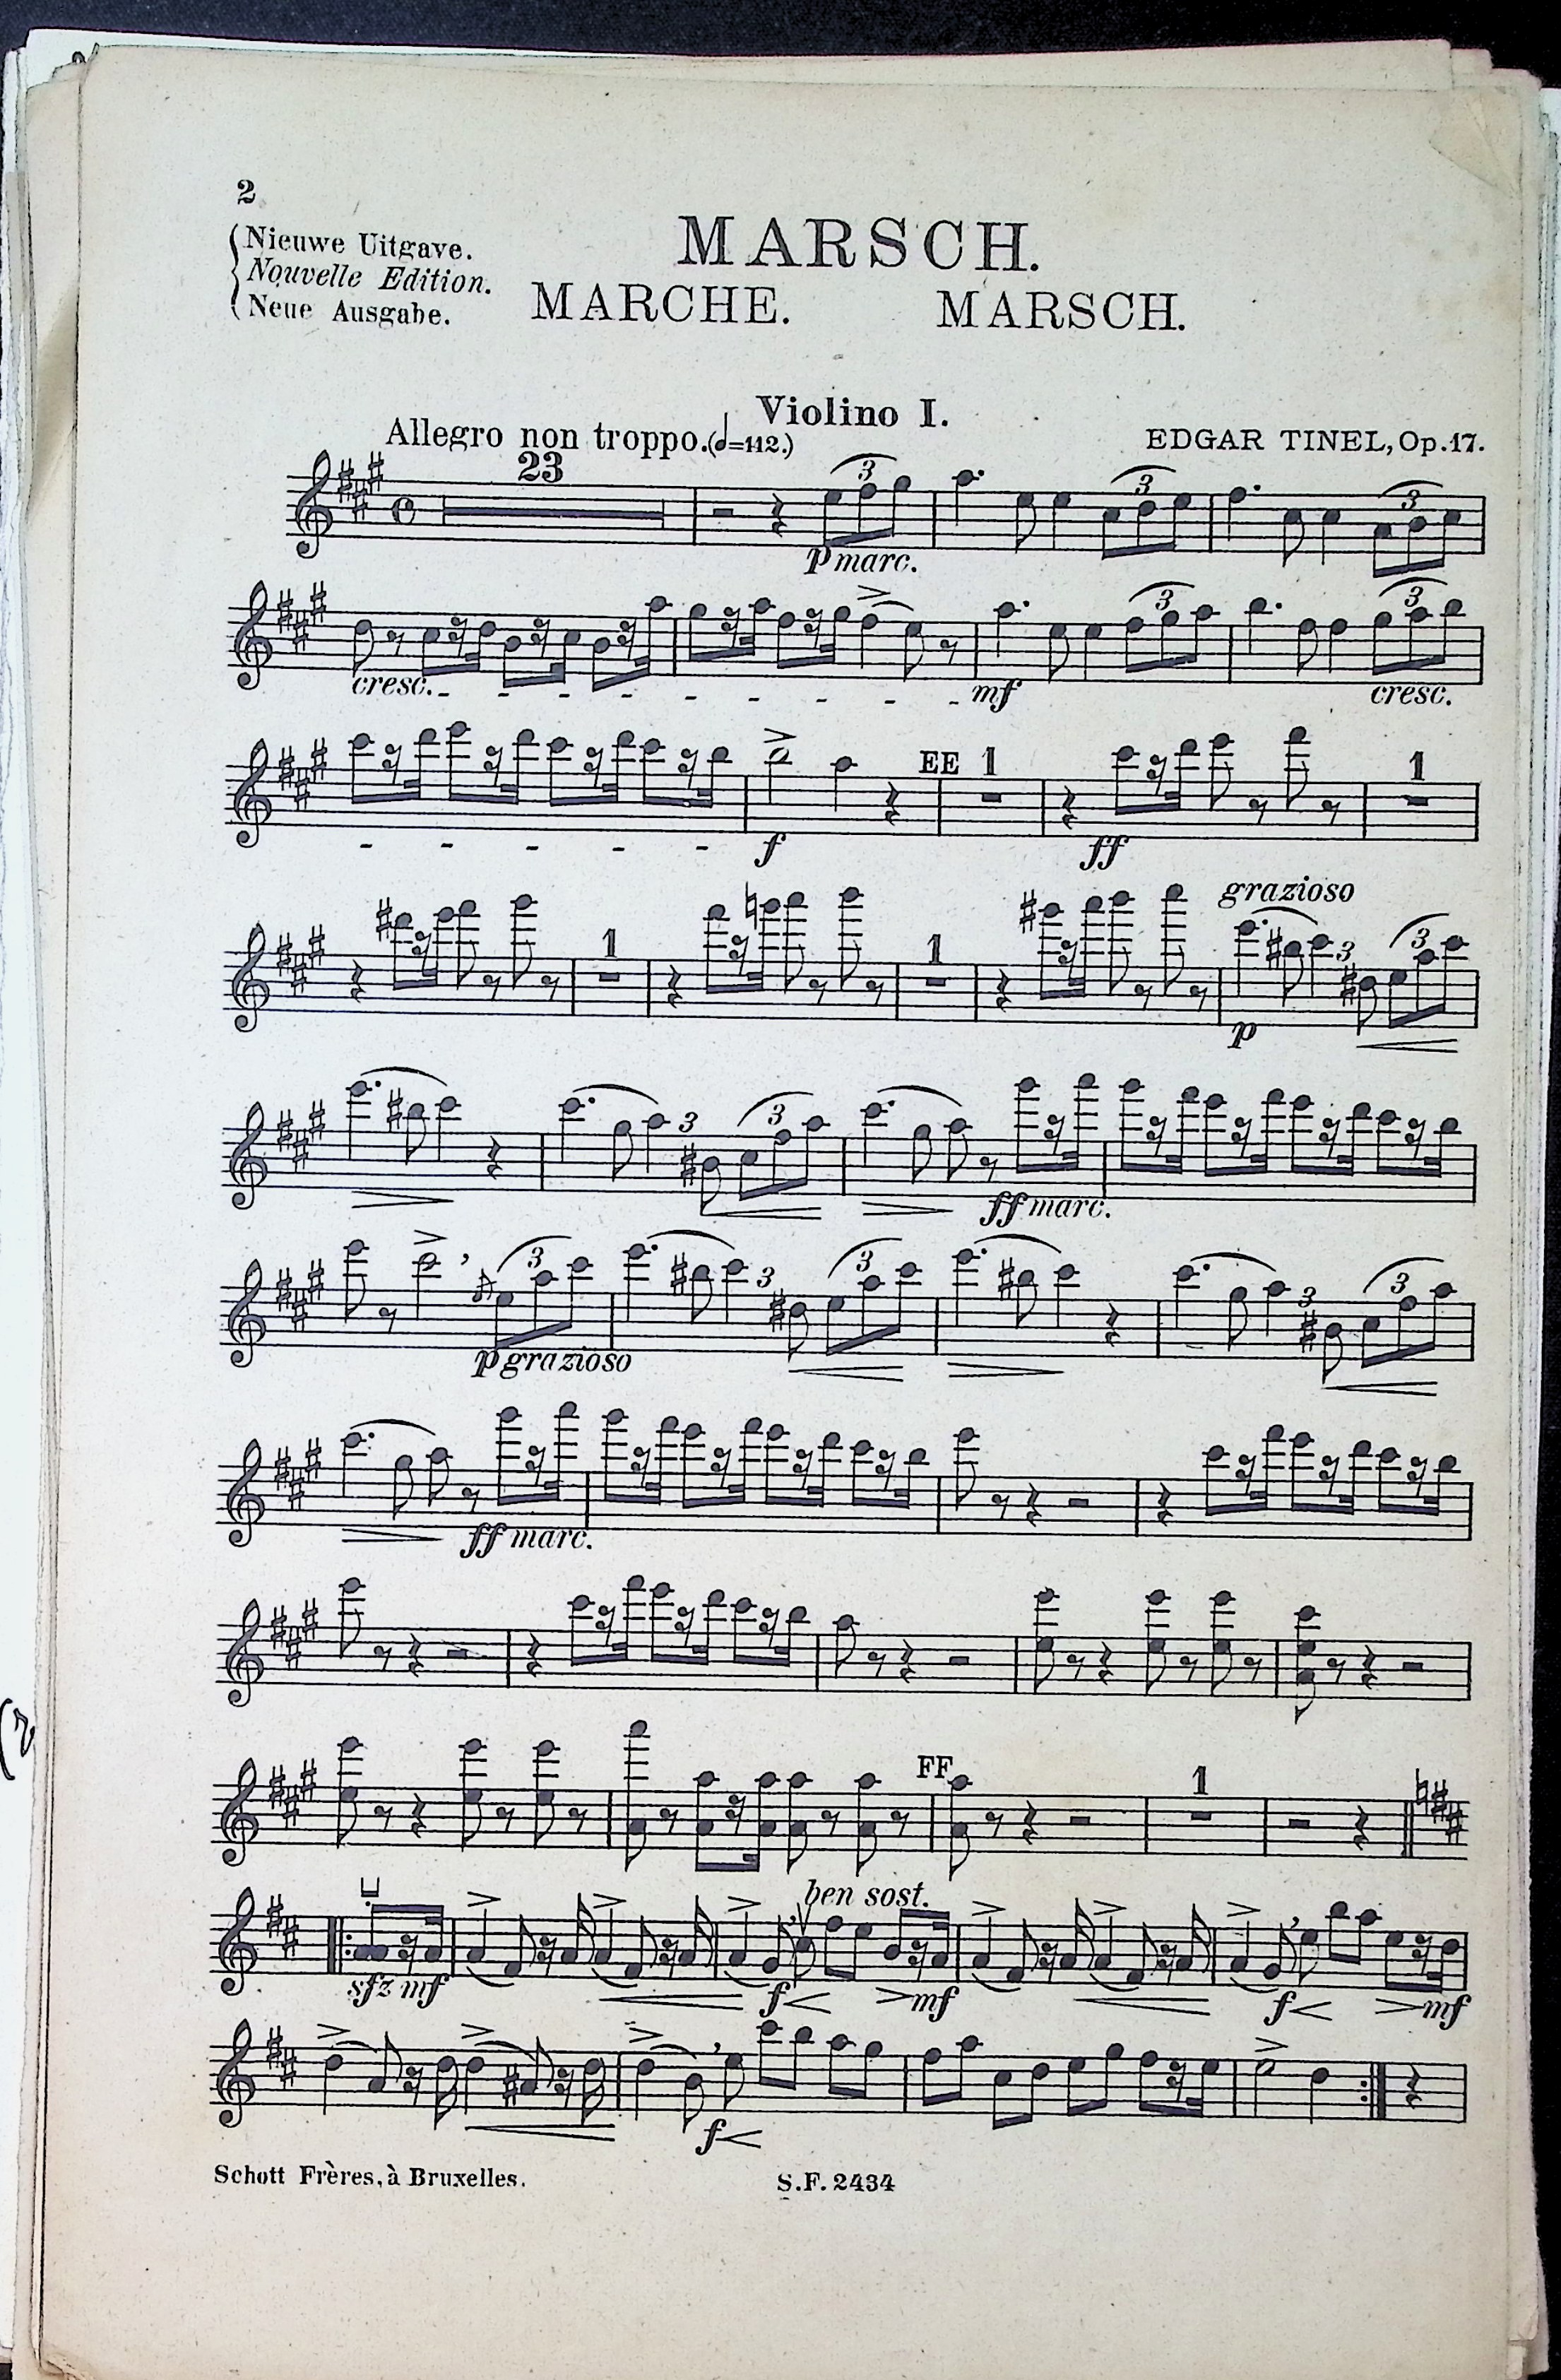 2
Nieuwe Uitgave.
Nouvelle Edition.
Neue Ausgabe.
MARSCH.
MARCHE. MARSCH.
Violino I.
Allegro non troppo. (𝅗𝅥=112.)
EDGAR TINEL, Op. 17.
23 3 3 3
p marc.
3 3
cresc. - - - - - - - - - mf cresc.
EE 1 1
- - - - - f ff
grazioso
1 1 3 3
p
3 3
ff marc.
3 3 3 3 3
p grazioso
ff marc.
FF 1
ben sost.
sfz mf f mf f mf
f
Schott Frères, à Bruxelles. S.F. 2434